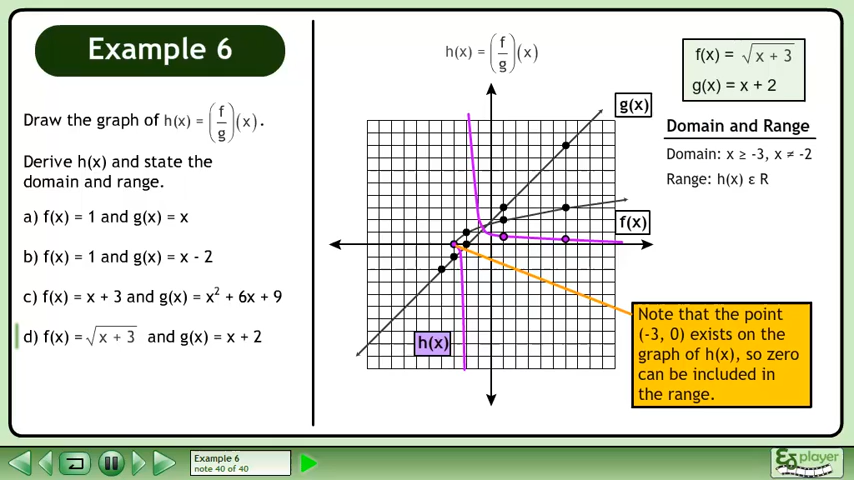 Example 6
Draw the graph of h(x) = (f/g)(x).
Derive h(x) and state the
domain and range.
a) f(x) = 1 and g(x) = x
b) f(x) = 1 and g(x) = x - 2
c) f(x) = x + 3 and g(x) = x² + 6x + 9
d) f(x) = √(x + 3) and g(x) = x + 2
h(x) = (f/g)(x)
g(x)
f(x)
h(x)
f(x) = √(x + 3)
g(x) = x + 2
Domain and Range
Domain: x ≥ -3, x ≠ -2
Range: h(x) ε R
Note that the point
(-3, 0) exists on the
graph of h(x), so zero
can be included in
the range.
Example 6
note 40 of 40
player